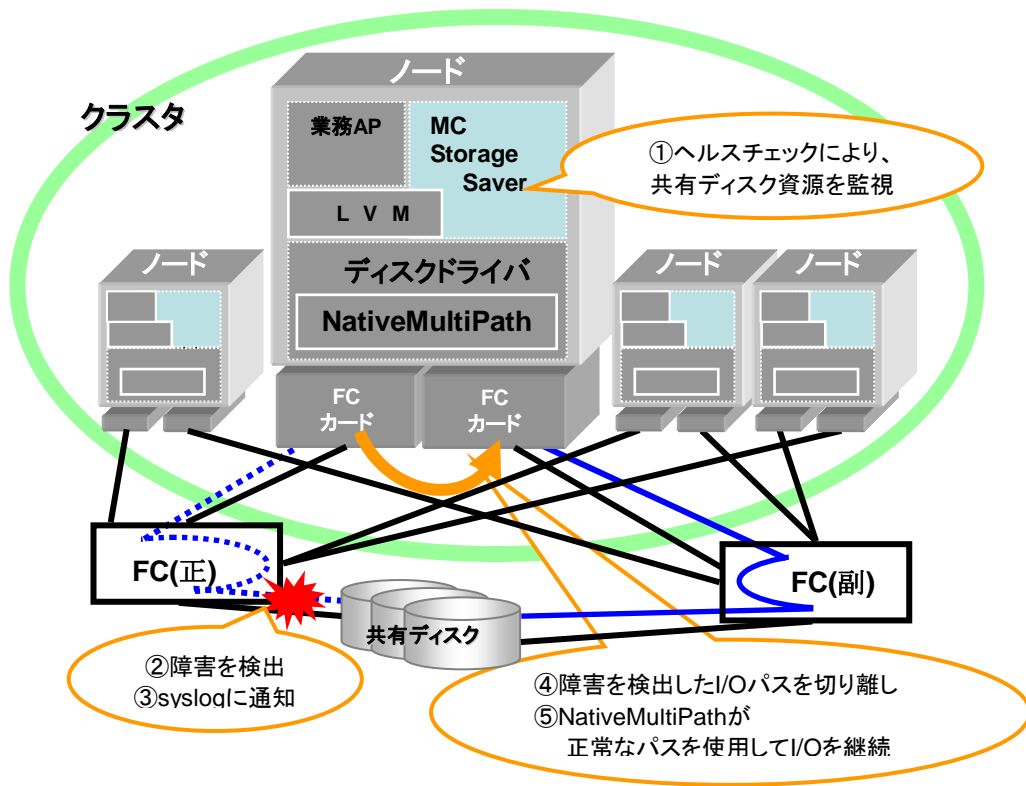 ノード
クラスタ
業務AP
MC
Storage
Saver
①ヘルスチェックにより、
共有ディスク資源を監視
L V M
ノード
ノード
ノード
ディスクドライバ
NativeMultiPath
FC
カード
FC
カード
FC(正)
FC(副)
共有ディスク
②障害を検出
③syslogに通知
④障害を検出したI/Oパスを切り離し
⑤NativeMultiPathが
正常なパスを使用してI/Oを継続